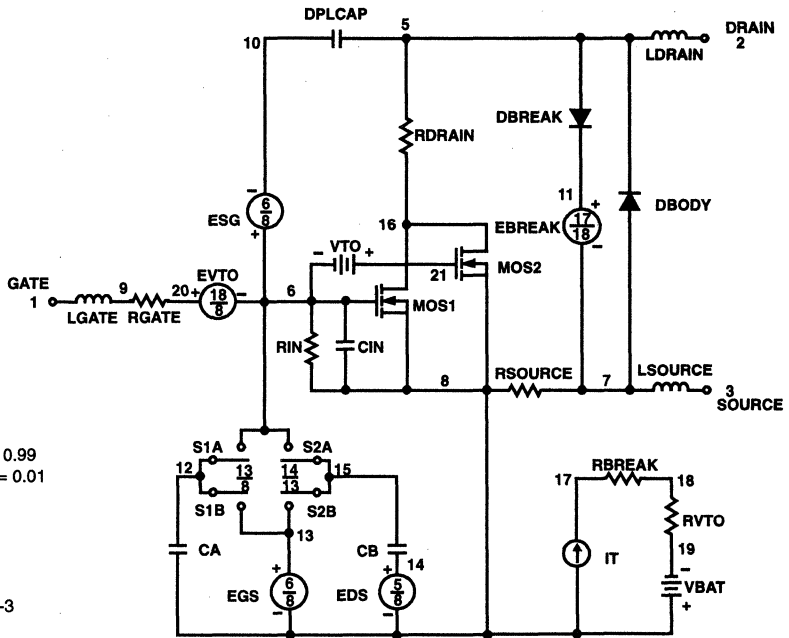 DPLCAP
5
DRAIN
10
2
LDRAIN
DBREAK
RDRAIN
11
+
-
6
8
ESG
+
16
EBREAK
17
18
-
DBODY
- VTO +
MOS2
21
GATE
1
9
20
EVTO
+
18
8
-
6
MOS1
LGATE
RGATE
RIN
CIN
8
RSOURCE
7
LSOURCE
3
SOURCE
0.99
= 0.01
S1A
S2A
12
13
8
14
13
15
S1B
S2B
13
CA
CB
14
+
6
8
-
EGS
+
5
8
-
EDS
RBREAK
17
18
RVTO
19
IT
-
VBAT
+
-3